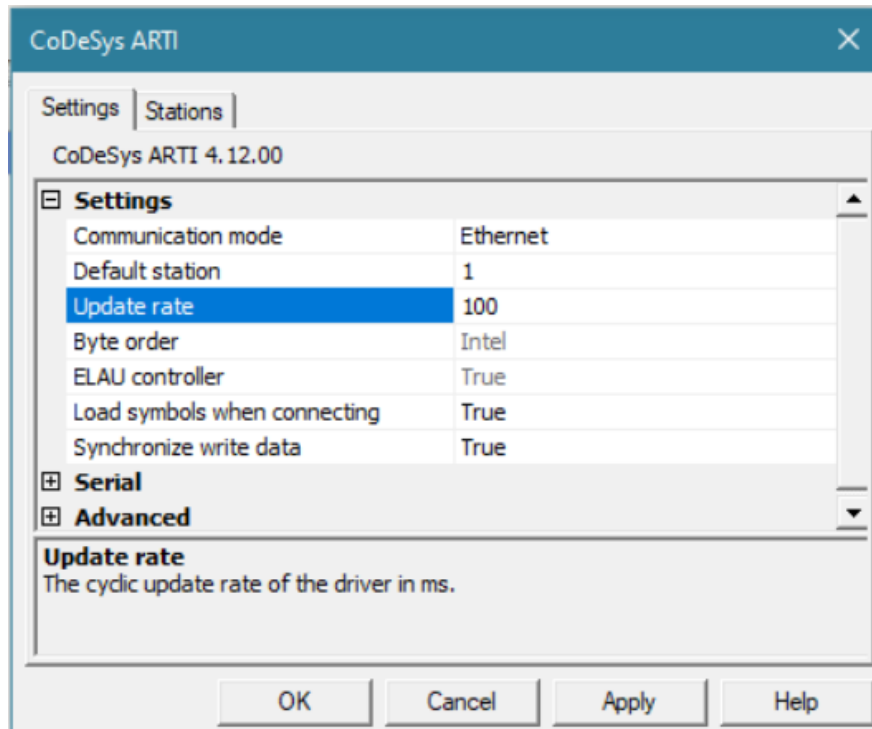 CoDeSys ARTI
Settings Stations
CoDeSys ARTI 4.12.00
Settings
Communication mode Ethernet
Default station 1
Update rate 100
Byte order Intel
ELAU controller True
Load symbols when connecting True
Synchronize write data True
Serial
Advanced
Update rate
The cyclic update rate of the driver in ms.
OK Cancel Apply Help